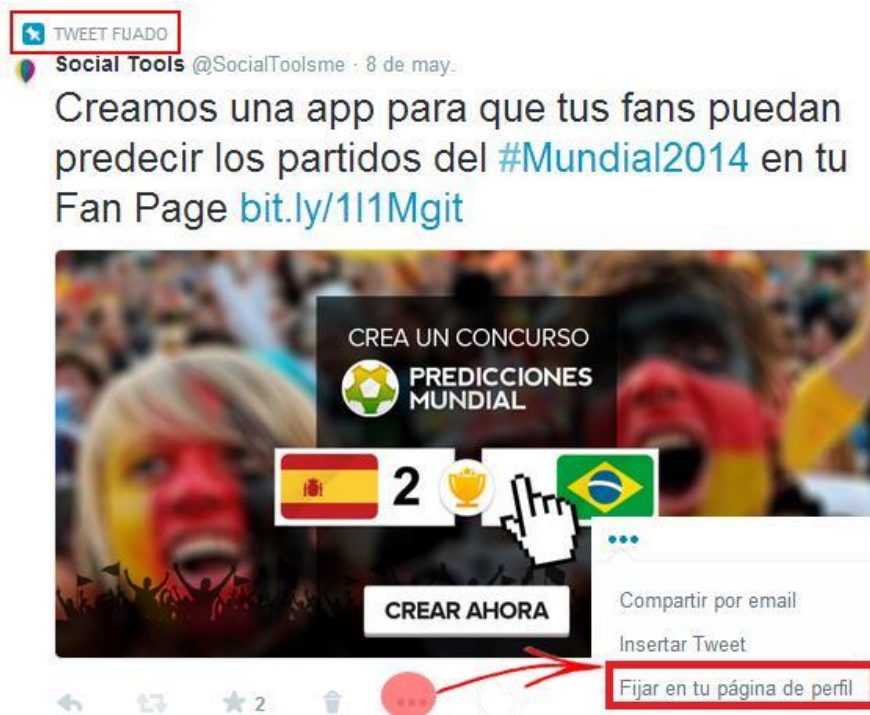 TWEET FIJADO
Social Tools @SocialToolsme · 8 de may.
Creamos una app para que tus fans puedan
predecir los partidos del #Mundial2014 en tu
Fan Page bit.ly/1l1Mgit
CREA UN CONCURSO
PREDICCIONES
MUNDIAL
2
CREAR AHORA
Compartir por email
Insertar Tweet
Fijar en tu página de perfil
2